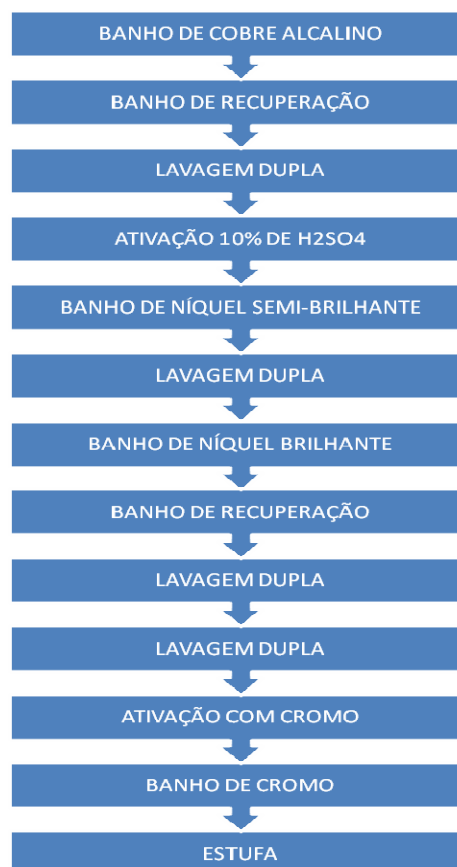 BANHO DE COBRE ALCALINO
BANHO DE RECUPERAÇÃO
LAVAGEM DUPLA
ATIVAÇÃO 10% DE H2SO4
BANHO DE NÍQUEL SEMI-BRILHANTE
LAVAGEM DUPLA
BANHO DE NÍQUEL BRILHANTE
BANHO DE RECUPERAÇÃO
LAVAGEM DUPLA
LAVAGEM DUPLA
ATIVAÇÃO COM CROMO
BANHO DE CROMO
ESTUFA